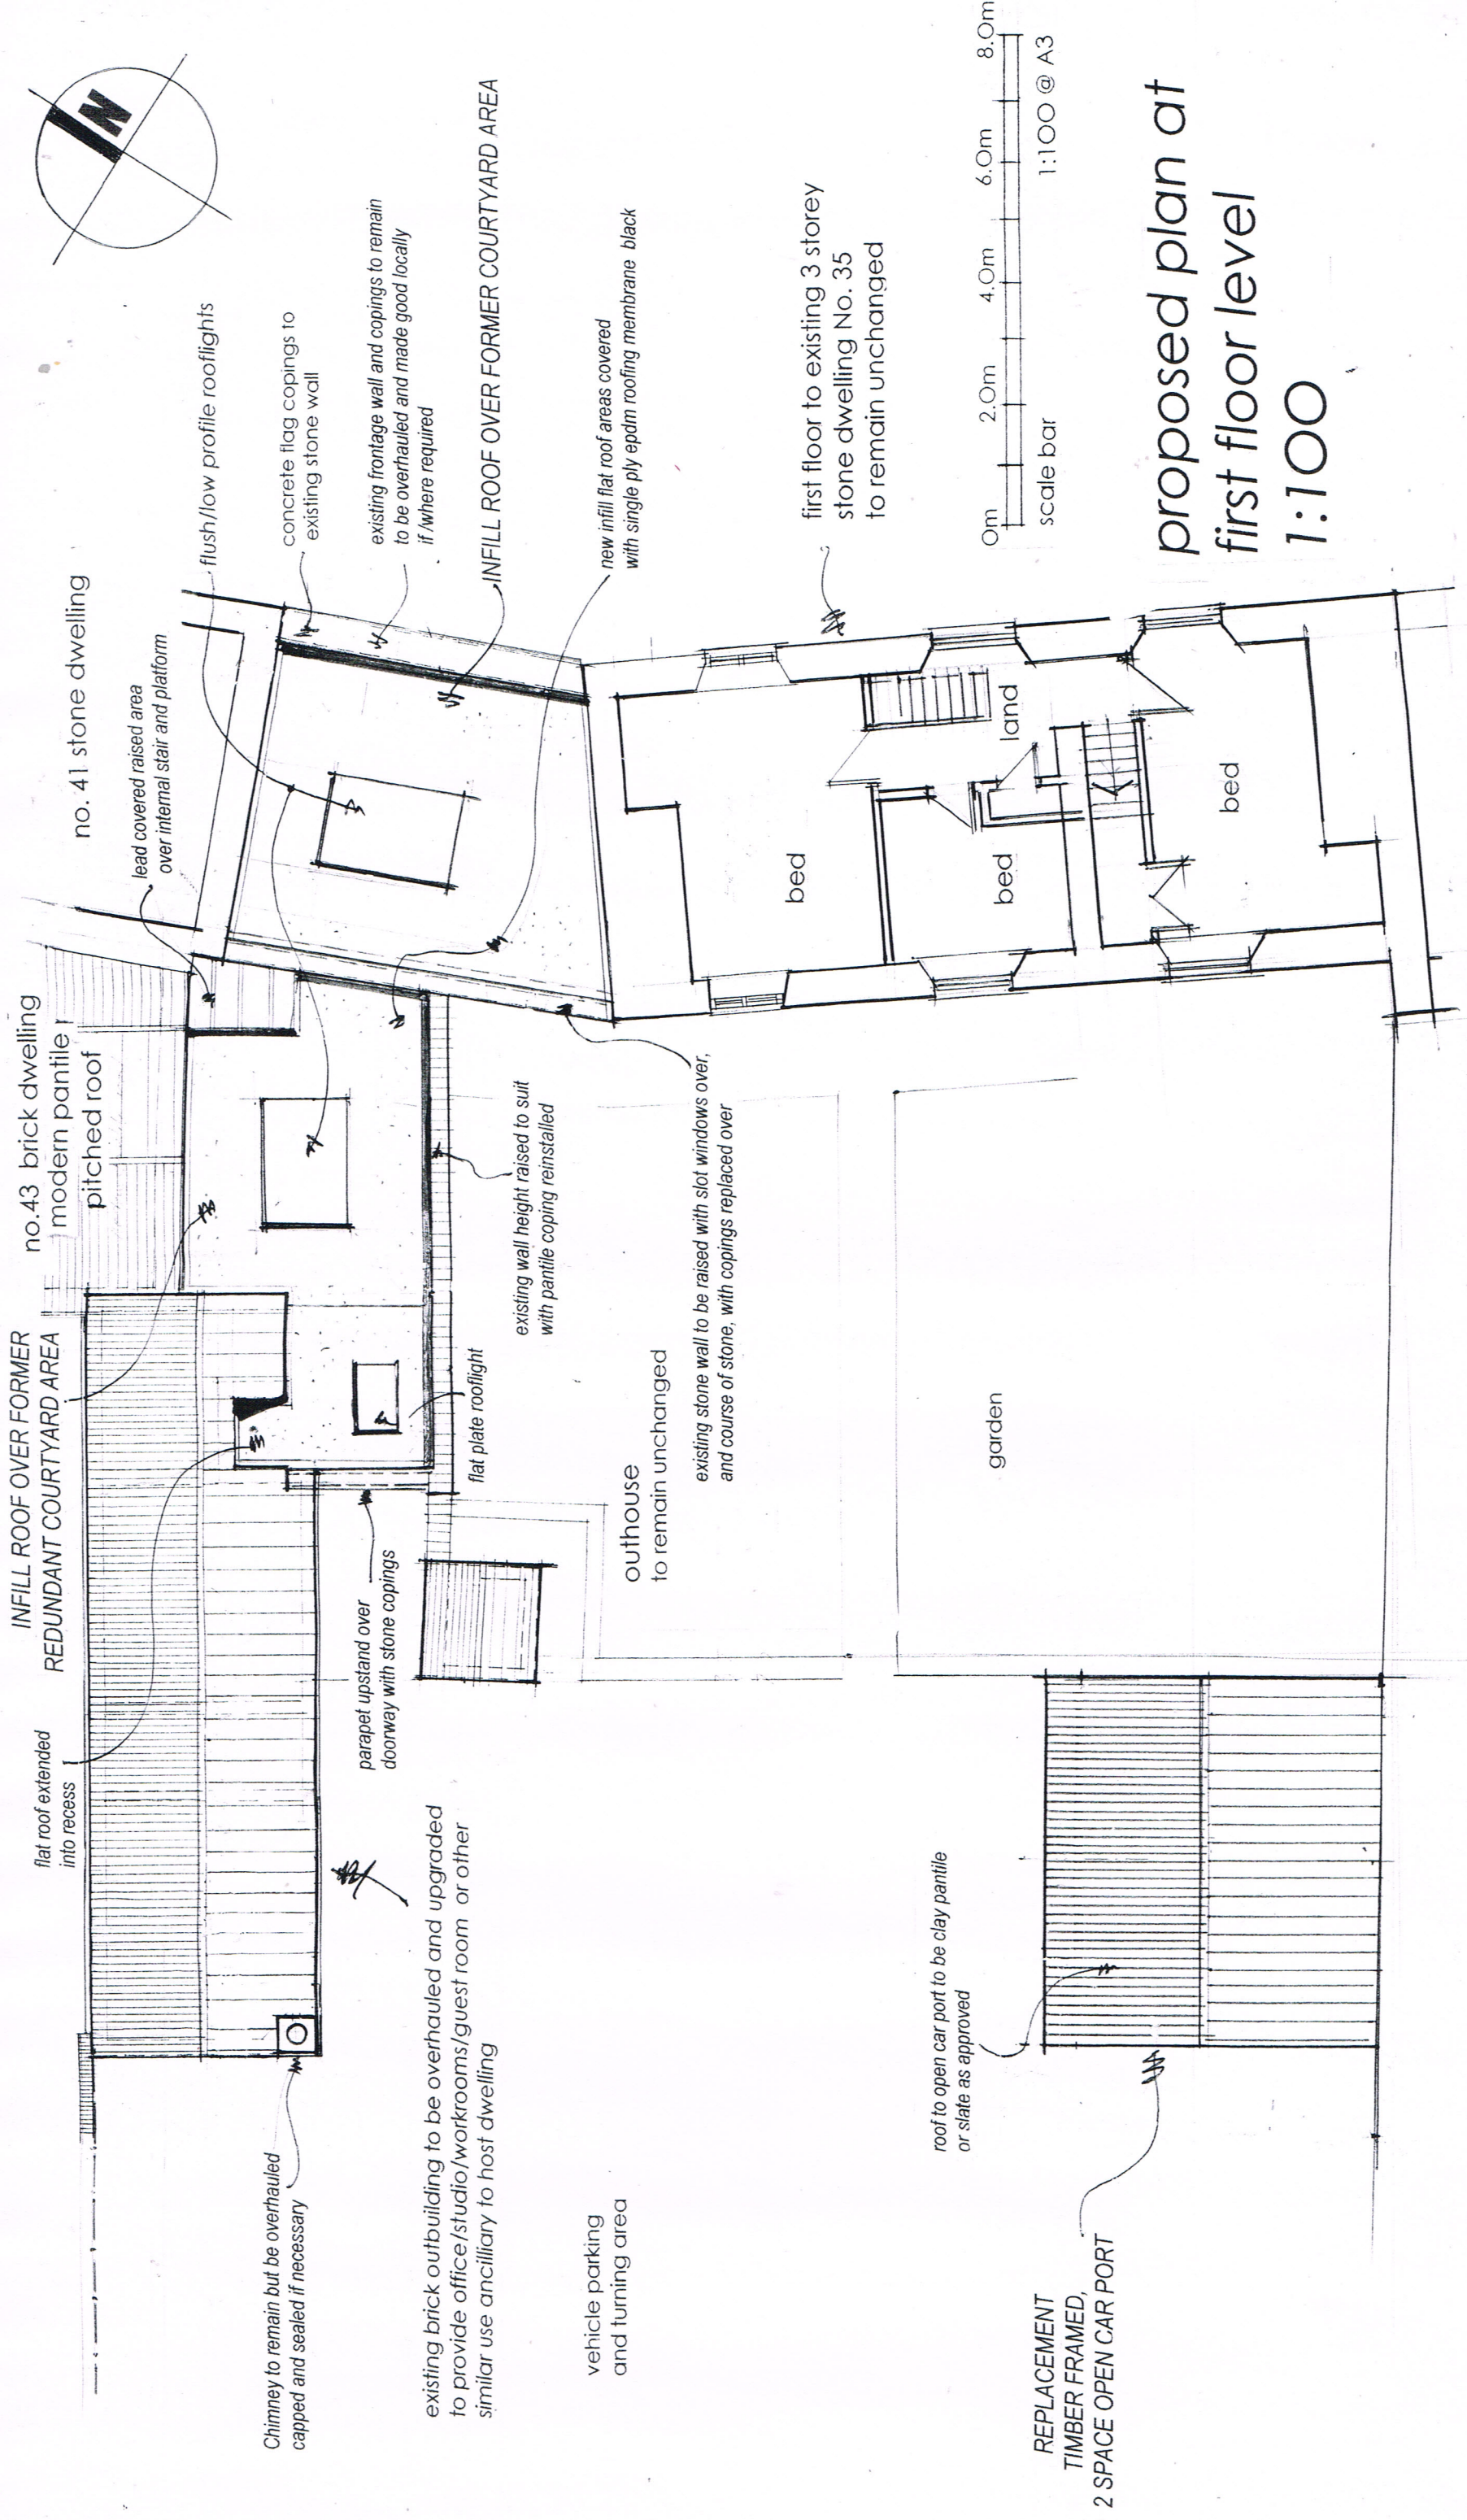 INFILL ROOF OVER FORMER
REDUNDANT COURTYARD AREA
no.43 brick dwelling
modern pantile
pitched roof
no. 41 stone dwelling
lead covered raised area
over internal stair and platform
flush/low profile rooflights
N
concrete flag copings to
existing stone wall
existing frontage wall and copings to remain
to be overhauled and made good locally
if /where required
INFILL ROOF OVER FORMER COURTYARD AREA
new infill flat roof areas covered
with single ply epdm roofing membrane black
flat roof extended
into recess
Chimney to remain but be overhauled
capped and sealed if necessary
parapet upstand over
doorway with stone copings
flat plate rooflight
existing wall height raised to suit
with pantile coping reinstalled
existing brick outbuilding to be overhauled and upgraded
to provide office/studio/workrooms/guest room or other
similar use ancilliary to host dwelling
vehicle parking
and turning area
outhouse
to remain unchanged
existing stone wall to be raised with slot windows over,
and course of stone, with copings replaced over
bed
bed
land
bed
first floor to existing 3 storey
stone dwelling No. 35
to remain unchanged
garden
roof to open car port to be clay pantile
or slate as approved
REPLACEMENT
TIMBER FRAMED,
2 SPACE OPEN CAR PORT
0m 2.0m 4.0m 6.0m 8.0m
scale bar 1:100 @ A3
proposed plan at
first floor level
1:100